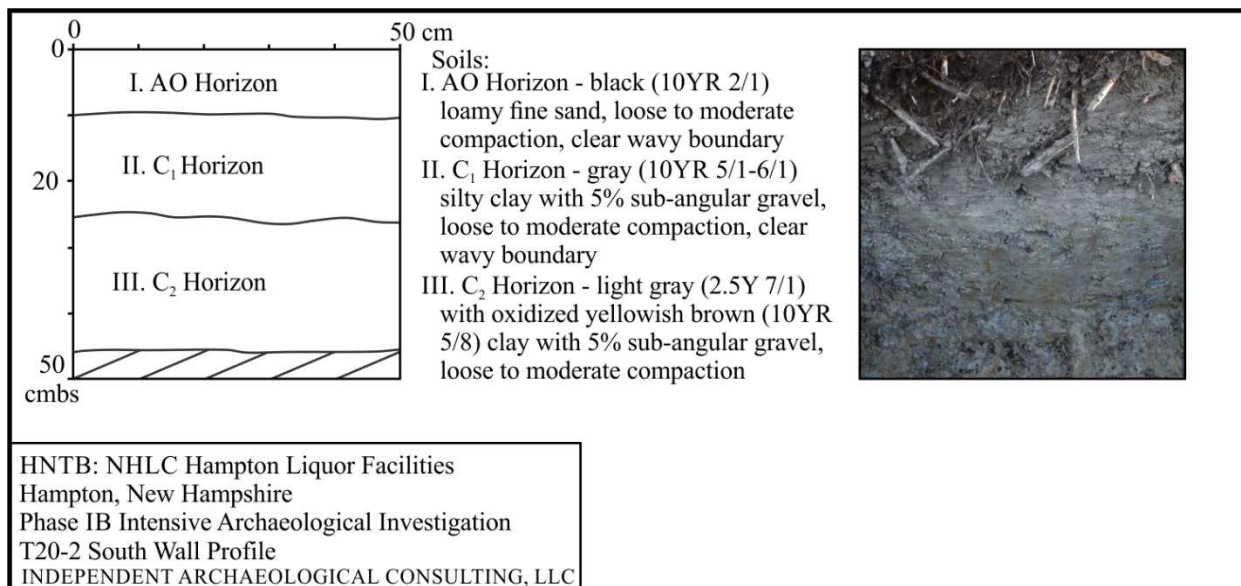 0
50 cm
0
I. AO Horizon
II. C₁ Horizon
20
III. C₂ Horizon
50
cmbs
Soils:
I. AO Horizon - black (10YR 2/1)
loamy fine sand, loose to moderate
compaction, clear wavy boundary
II. C₁ Horizon - gray (10YR 5/1-6/1)
silty clay with 5% sub-angular gravel,
loose to moderate compaction, clear
wavy boundary
III. C₂ Horizon - light gray (2.5Y 7/1)
with oxidized yellowish brown (10YR
5/8) clay with 5% sub-angular gravel,
loose to moderate compaction
HNTB: NHLC Hampton Liquor Facilities
Hampton, New Hampshire
Phase IB Intensive Archaeological Investigation
T20-2 South Wall Profile
INDEPENDENT ARCHAEOLOGICAL CONSULTING, LLC